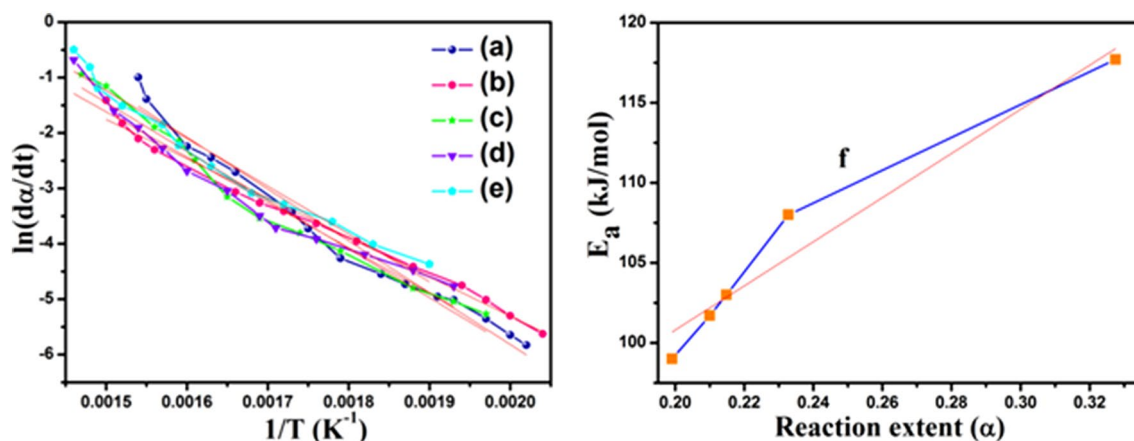 0
-1
-2
-3
-4
-5
-6
ln(dα/dt)
0.0015 0.0016 0.0017 0.0018 0.0019 0.0020
1/T (K⁻¹)
(a)
(b)
(c)
(d)
(e)
120
115
110
105
100
Eₐ (kJ/mol)
f
0.20 0.22 0.24 0.26 0.28 0.30 0.32
Reaction extent (α)